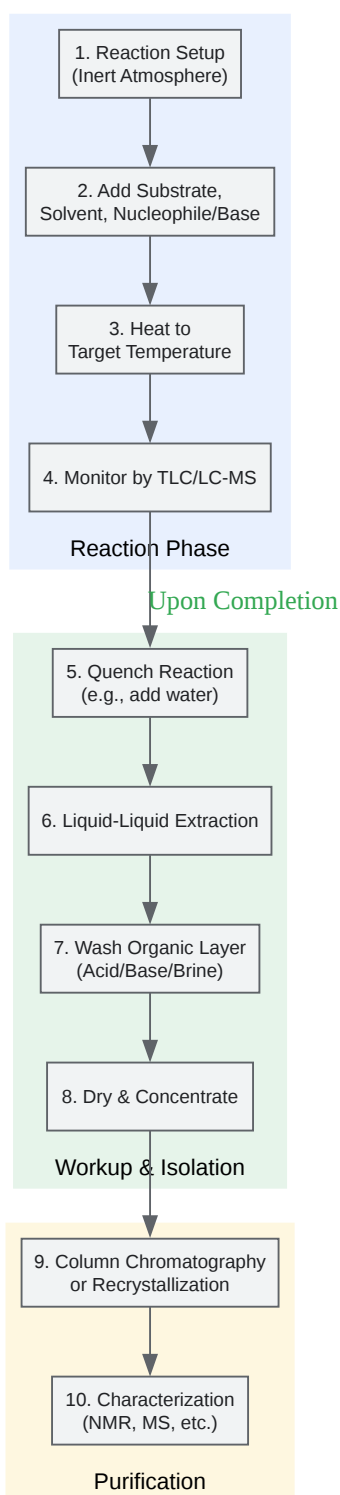 1. Reaction Setup
(Inert Atmosphere)
2. Add Substrate,
Solvent, Nucleophile/Base
3. Heat to
Target Temperature
4. Monitor by TLC/LC-MS
Reaction Phase
Upon Completion
5. Quench Reaction
(e.g., add water)
6. Liquid-Liquid Extraction
7. Wash Organic Layer
(Acid/Base/Brine)
8. Dry & Concentrate
Workup & Isolation
9. Column Chromatography
or Recrystallization
10. Characterization
(NMR, MS, etc.)
Purification